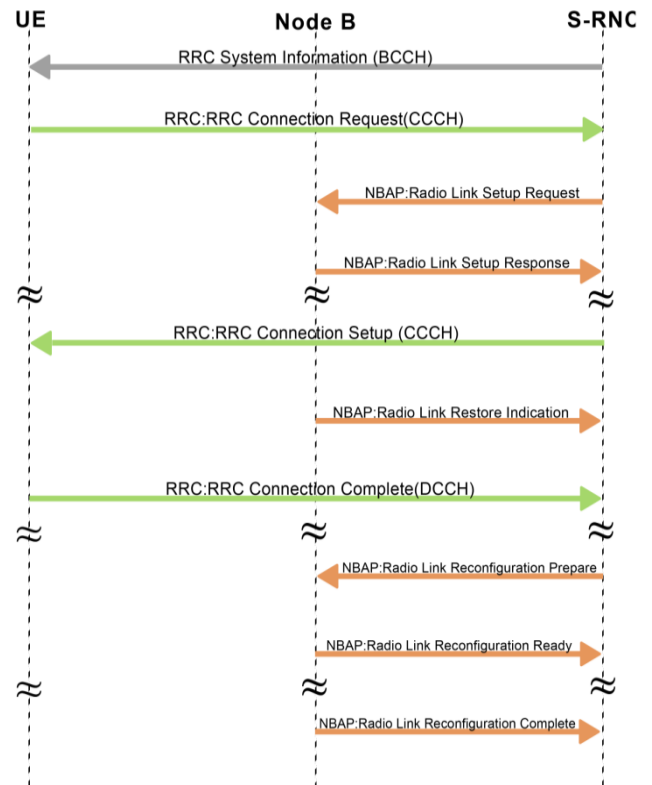 UE Node B S-RNC
RRC System Information (BCCH)
RRC:RRC Connection Request(CCCH)
NBAP:Radio Link Setup Request
NBAP:Radio Link Setup Response
RRC:RRC Connection Setup (CCCH)
NBAP:Radio Link Restore Indication
RRC:RRC Connection Complete(DCCH)
NBAP:Radio Link Reconfiguration Prepare
NBAP:Radio Link Reconfiguration Ready
NBAP:Radio Link Reconfiguration Complete